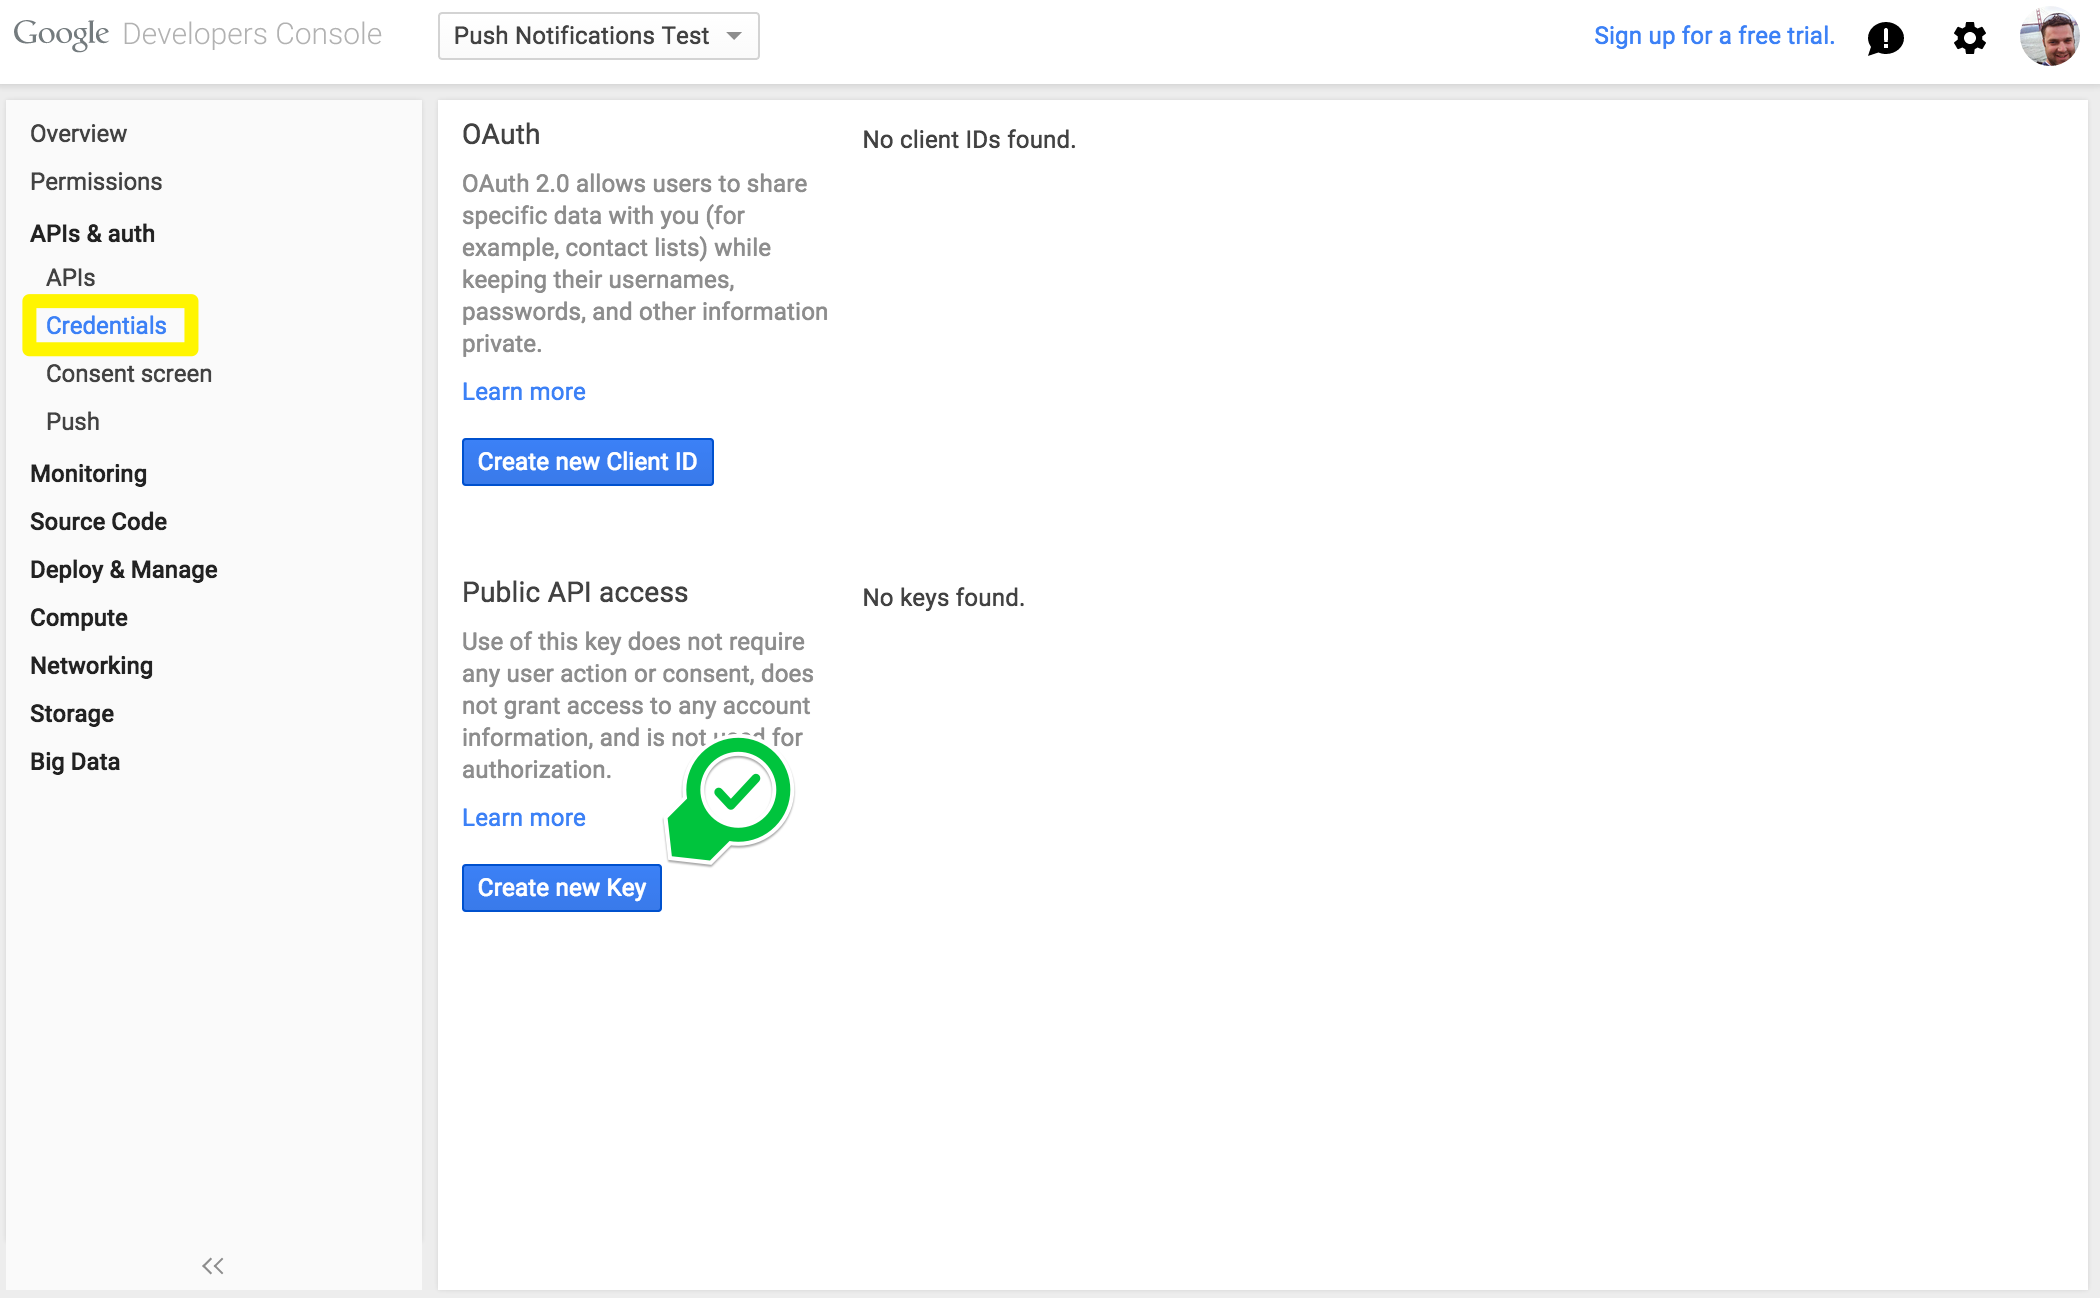 Google Developers Console
Push Notifications Test
Sign up for a free trial.
Overview
Permissions
APIs & auth
APIs
Credentials
Consent screen
Push
Monitoring
Source Code
Deploy & Manage
Compute
Networking
Storage
Big Data
OAuth
OAuth 2.0 allows users to share
specific data with you (for
example, contact lists) while
keeping their usernames,
passwords, and other information
private.
Learn more
Create new Client ID
No client IDs found.
Public API access
Use of this key does not require
any user action or consent, does
not grant access to any account
information, and is not used for
authorization.
Learn more
Create new Key
No keys found.